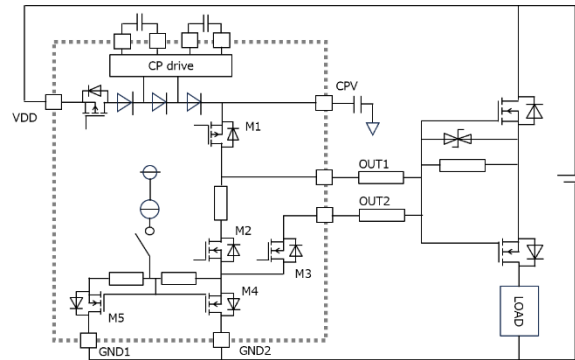 CP drive
VDD
CPV
M1
OUT1
OUT2
M2
M3
M4
M5
GND1
GND2
LOAD